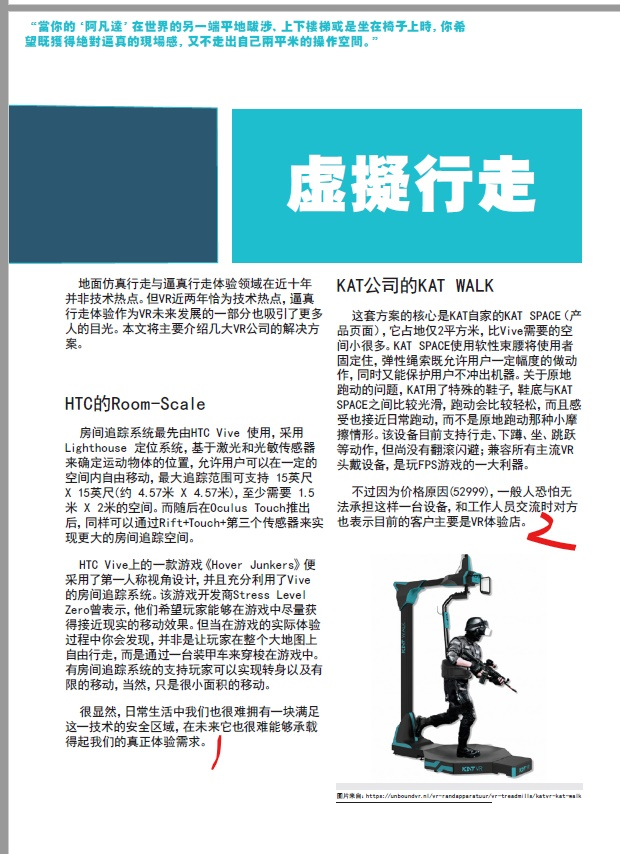 “當你的‘阿凡達’在世界的另一端平地跋涉、上下樓梯或是坐在椅子上時，你希
望既獲得絶對逼真的現場感，又不走出自己兩平米的操作空間。”
虛擬行走
地面仿真行走与逼真行走体验领域在近十年
并非技术热点。但VR近两年恰为技术热点，逼真
行走体验作为VR未来发展的一部分也吸引了更多
人的目光。本文将主要介绍几大VR公司的解决方
案。
HTC的Room-Scale
房间追踪系统最先由HTC Vive 使用，采用
Lighthouse 定位系统，基于激光和光敏传感器
来确定运动物体的位置，允许用户可以在一定的
空间内自由移动，最大追踪范围可支持 15英尺
X 15英尺(约 4.57米 X 4.57米)，至少需要 1.5
米 X 2米的空间。而随后在Oculus Touch推出
后，同样可以通过Rift+Touch+第三个传感器来实
现更大的房间追踪空间。
HTC Vive上的一款游戏《Hover Junkers》便
采用了第一人称视角设计，并且充分利用了Vive
的房间追踪系统。该游戏开发商Stress Level
Zero曾表示，他们希望玩家能够在游戏中尽量获
得接近现实的移动效果。但当在游戏的实际体验
过程中你会发现，并非是让玩家在整个大地图上
自由行走，而是通过一台装甲车来穿梭在游戏中。
有房间追踪系统的支持玩家可以实现转身以及有
限的移动，当然，只是很小面积的移动。
很显然，日常生活中我们也很难拥有一块满足
这一技术的安全区域，在未来它也很难能够承载
得起我们的真正体验需求。
1
KAT公司的KAT WALK
这套方案的核心是KAT自家的KAT SPACE（产
品页面），它占地仅2平方米，比Vive需要的空
间小很多。KAT SPACE使用软性束腰将使用者
固定住，弹性绳索既允许用户一定幅度的做动
作，同时又能保护用户不冲出机器。关于原地
跑动的问题，KAT用了特殊的鞋子，鞋底与KAT
SPACE之间比较光滑，跑动会比较轻松，而且感
受也接近日常跑动，而不是原地跑动那种小摩
擦情形。该设备目前支持行走、下蹲、坐、跳跃
等动作，但尚没有翻滚闪避；兼容所有主流VR
头戴设备，是玩FPS游戏的一大利器。
不过因为价格原因(52999)，一般人恐怕无
法承担这样一台设备，和工作人员交流时对方
也表示目前的客户主要是VR体验店。
2
KAT VR
图片来自：https://unboundvr.nl/vr-randapparatuur/vr-treadmills/katvr-kat-walk